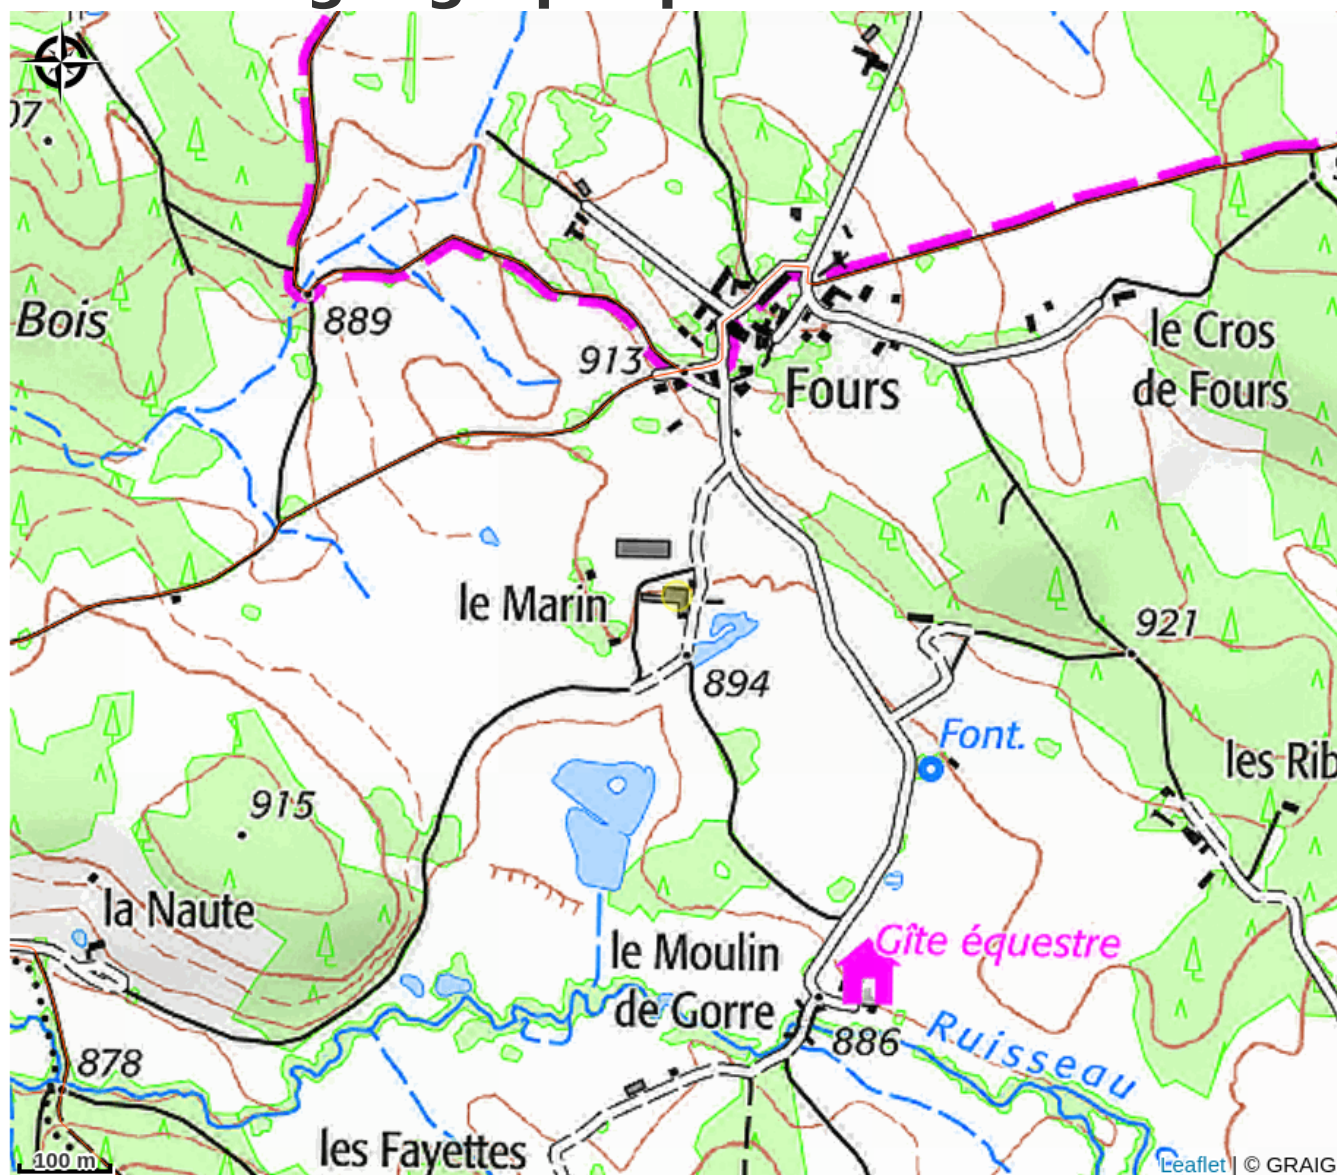 07
Bois
889
913
Fours
le Cros
de Fours
le Marin
921
894
Font.
les Rib
915
la Naute
Gîte équestre
le Moulin
de Gorre
886
Ruisseau
878
les Fayettes
100 m
Leaflet | © GRAIG